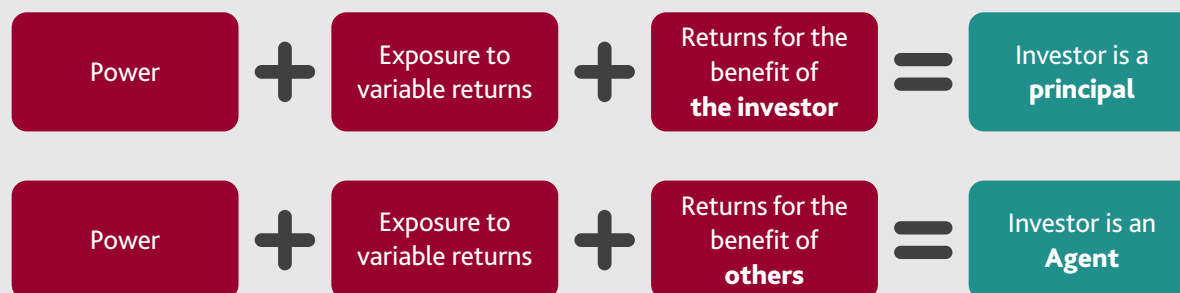 Power
Exposure to
variable returns
Returns for the
benefit of
the investor
Investor is a
principal
Power
Exposure to
variable returns
Returns for the
benefit of
others
Investor is an
Agent